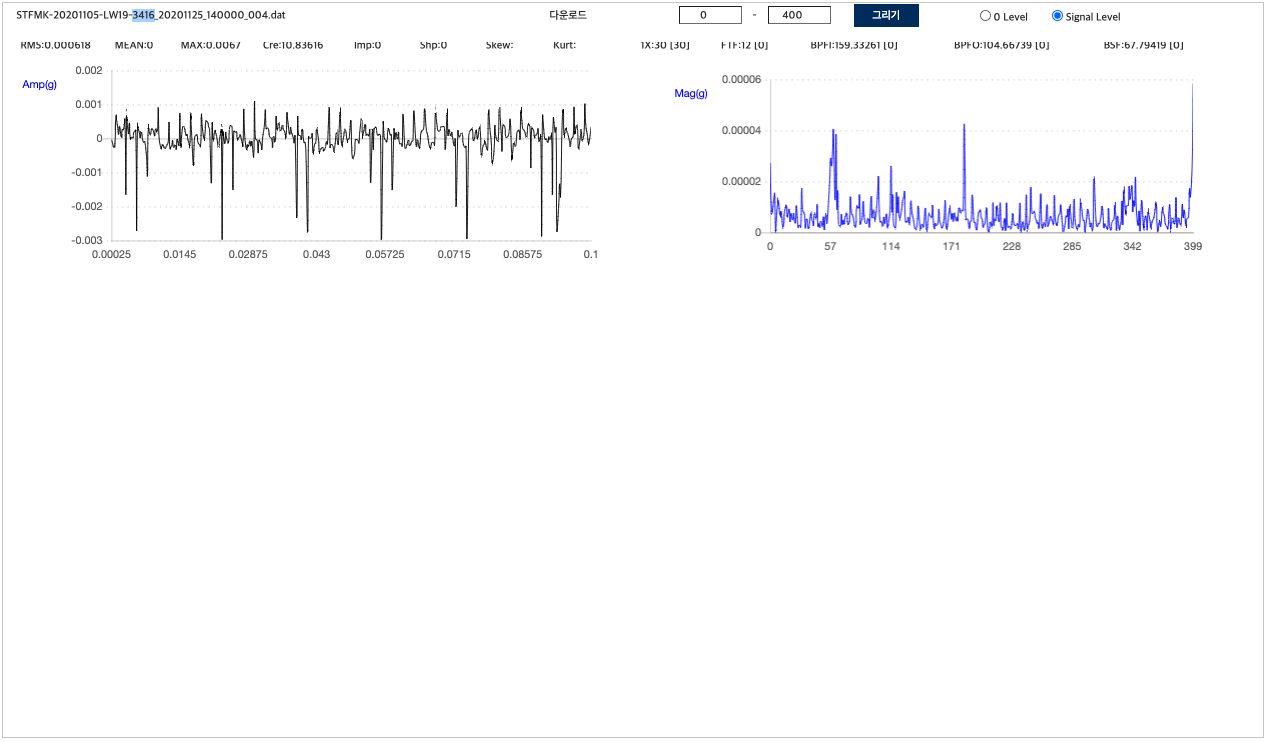 STFMK-20201105-LW19-3416_20201125_140000_004.dat 다운로드 0 - 400 그리기 0 Level Signal Level
RMS:0.000618 MEAN:0 MAX:0.0067 Cre:10.83616 Imp:0 Shp:0 Skew: Kurt: 1X:30 [30] FTF:12 [0] BPFI:159.33261 [0] BPFO:104.66739 [0] BSF:67.79419 [0]
Amp(g)
0.002
0.001
0
-0.001
-0.002
-0.003
0.00025 0.0145 0.02875 0.043 0.05725 0.0715 0.08575 0.1
Mag(g)
0.00006
0.00004
0.00002
0
0 57 114 171 228 285 342 399